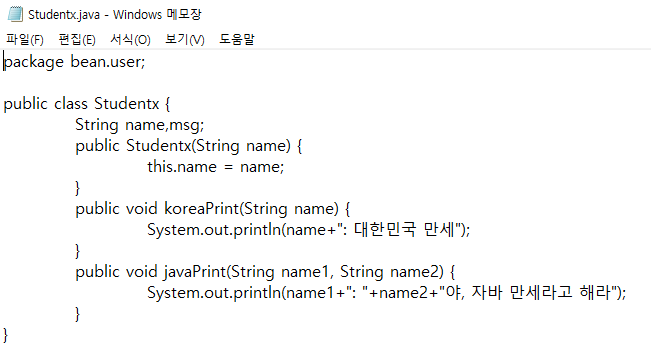 Studentx.java - Windows 메모장
파일(F) 편집(E) 서식(O) 보기(V) 도움말
package bean.user;
public class Studentx {
String name,msg;
public Studentx(String name) {
this.name = name;
}
public void koreaPrint(String name) {
System.out.println(name+": 대한민국 만세");
}
public void javaPrint(String name1, String name2) {
System.out.println(name1+": "+name2+"야, 자바 만세라고 해라");
}
}